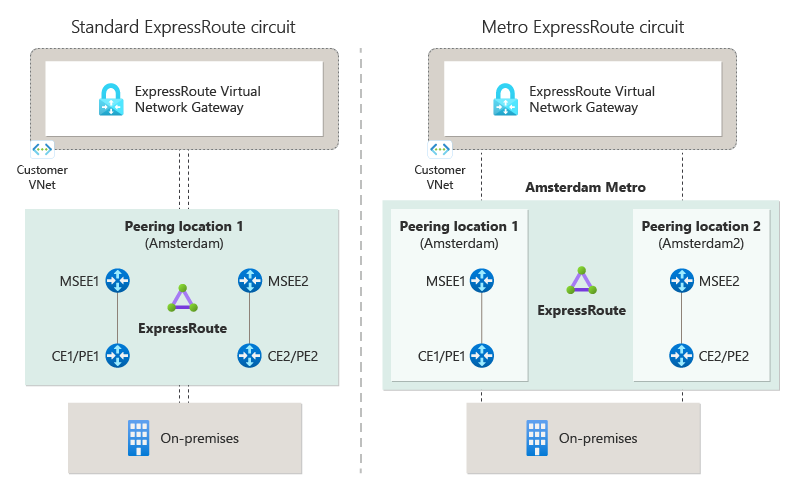 Standard ExpressRoute circuit
ExpressRoute Virtual
Network Gateway
Customer
VNet
Peering location 1
(Amsterdam)
MSEE1
MSEE2
ExpressRoute
CE1/PE1
CE2/PE2
On-premises
Metro ExpressRoute circuit
ExpressRoute Virtual
Network Gateway
Customer
VNet
Amsterdam Metro
Peering location 1
(Amsterdam)
Peering location 2
(Amsterdam2)
MSEE1
MSEE2
ExpressRoute
CE1/PE1
CE2/PE2
On-premises